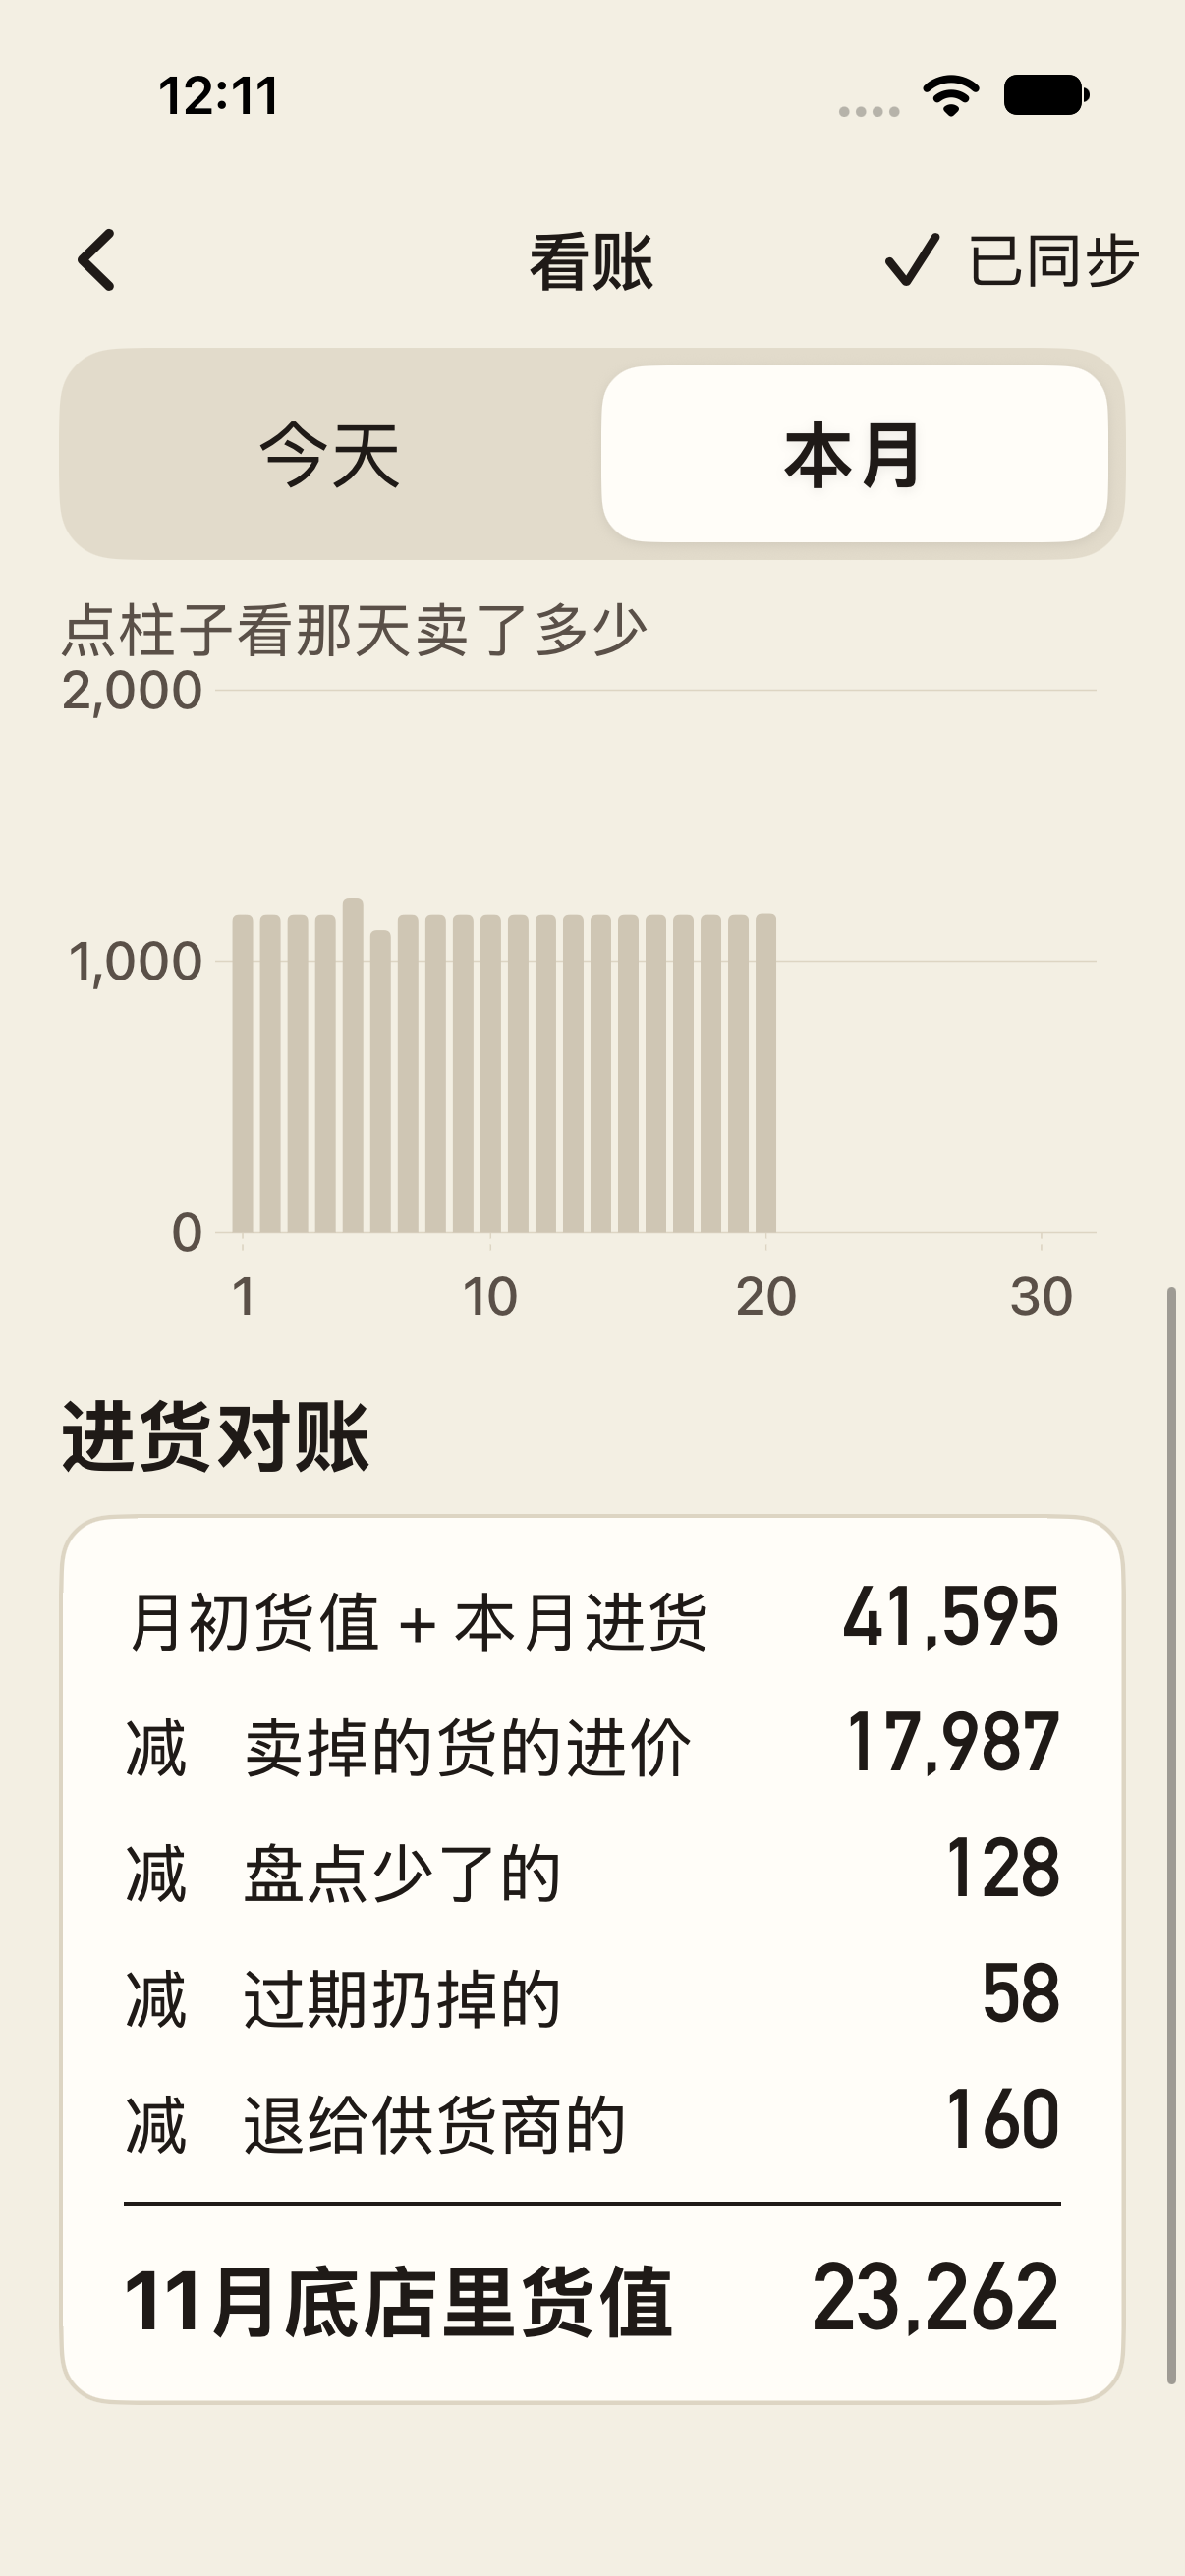 12:11
看账
已同步
今天
本月
点柱子看那天卖了多少
2,000
1,000
0
1 10 20 30
进货对账
月初货值 + 本月进货 41,595
减 卖掉的货的进价 17,987
减 盘点少了的 128
减 过期扔掉的 58
减 退给供货商的 160
11月底店里货值 23,262